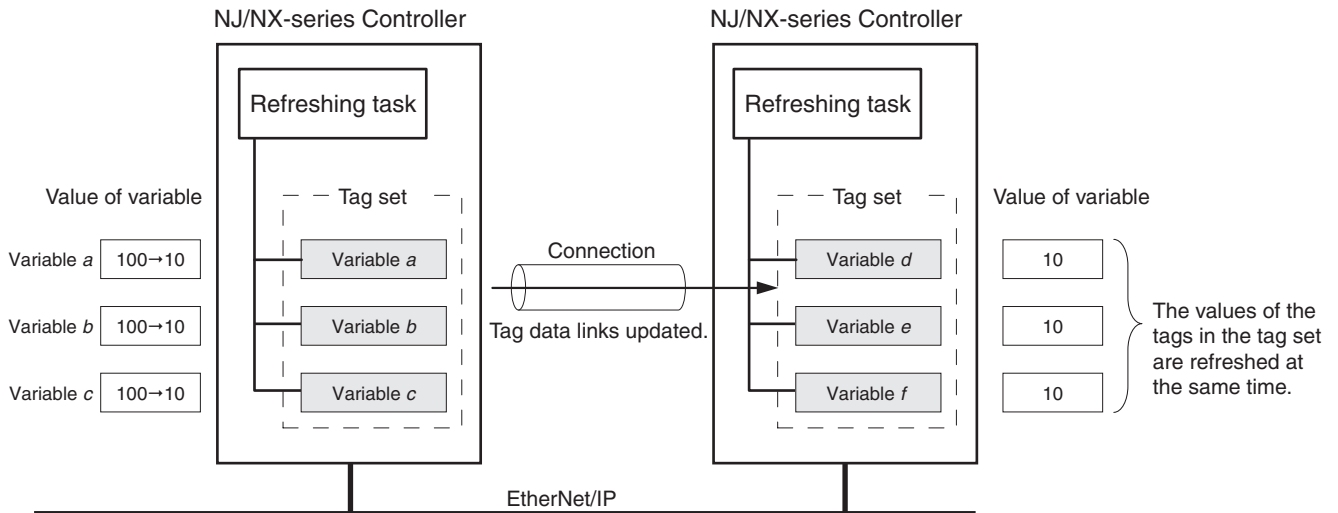 NJ/NX-series Controller
NJ/NX-series Controller
Refreshing task
Refreshing task
Value of variable
Tag set
Tag set
Value of variable
Variable a
100→10
Variable a
Connection
Variable d
10
Variable b
100→10
Variable b
Tag data links updated.
Variable e
10
The values of the
tags in the tag set
are refreshed at
the same time.
Variable c
100→10
Variable c
Variable f
10
EtherNet/IP